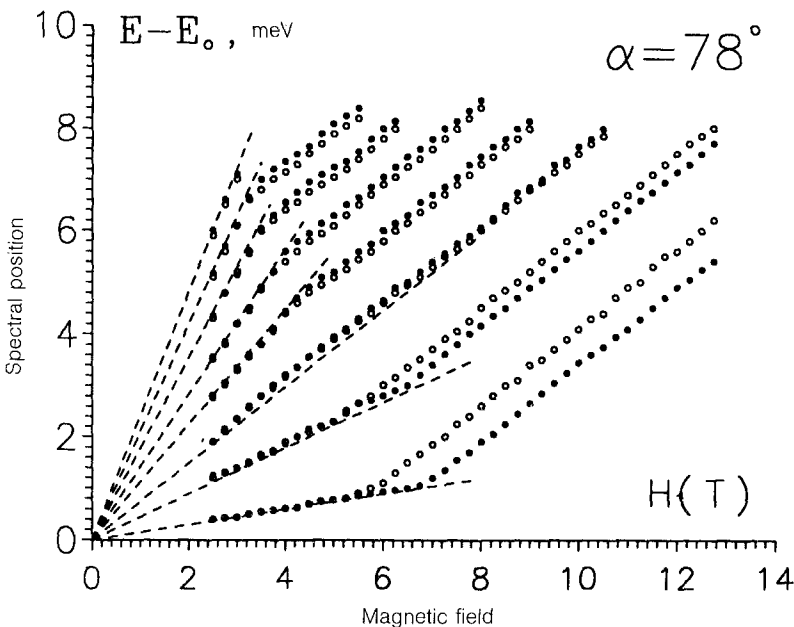 10
E-E₀, meV
α=78°
8
6
4
2
0
Spectral position
H(T)
0 2 4 6 8 10 12 14
Magnetic field